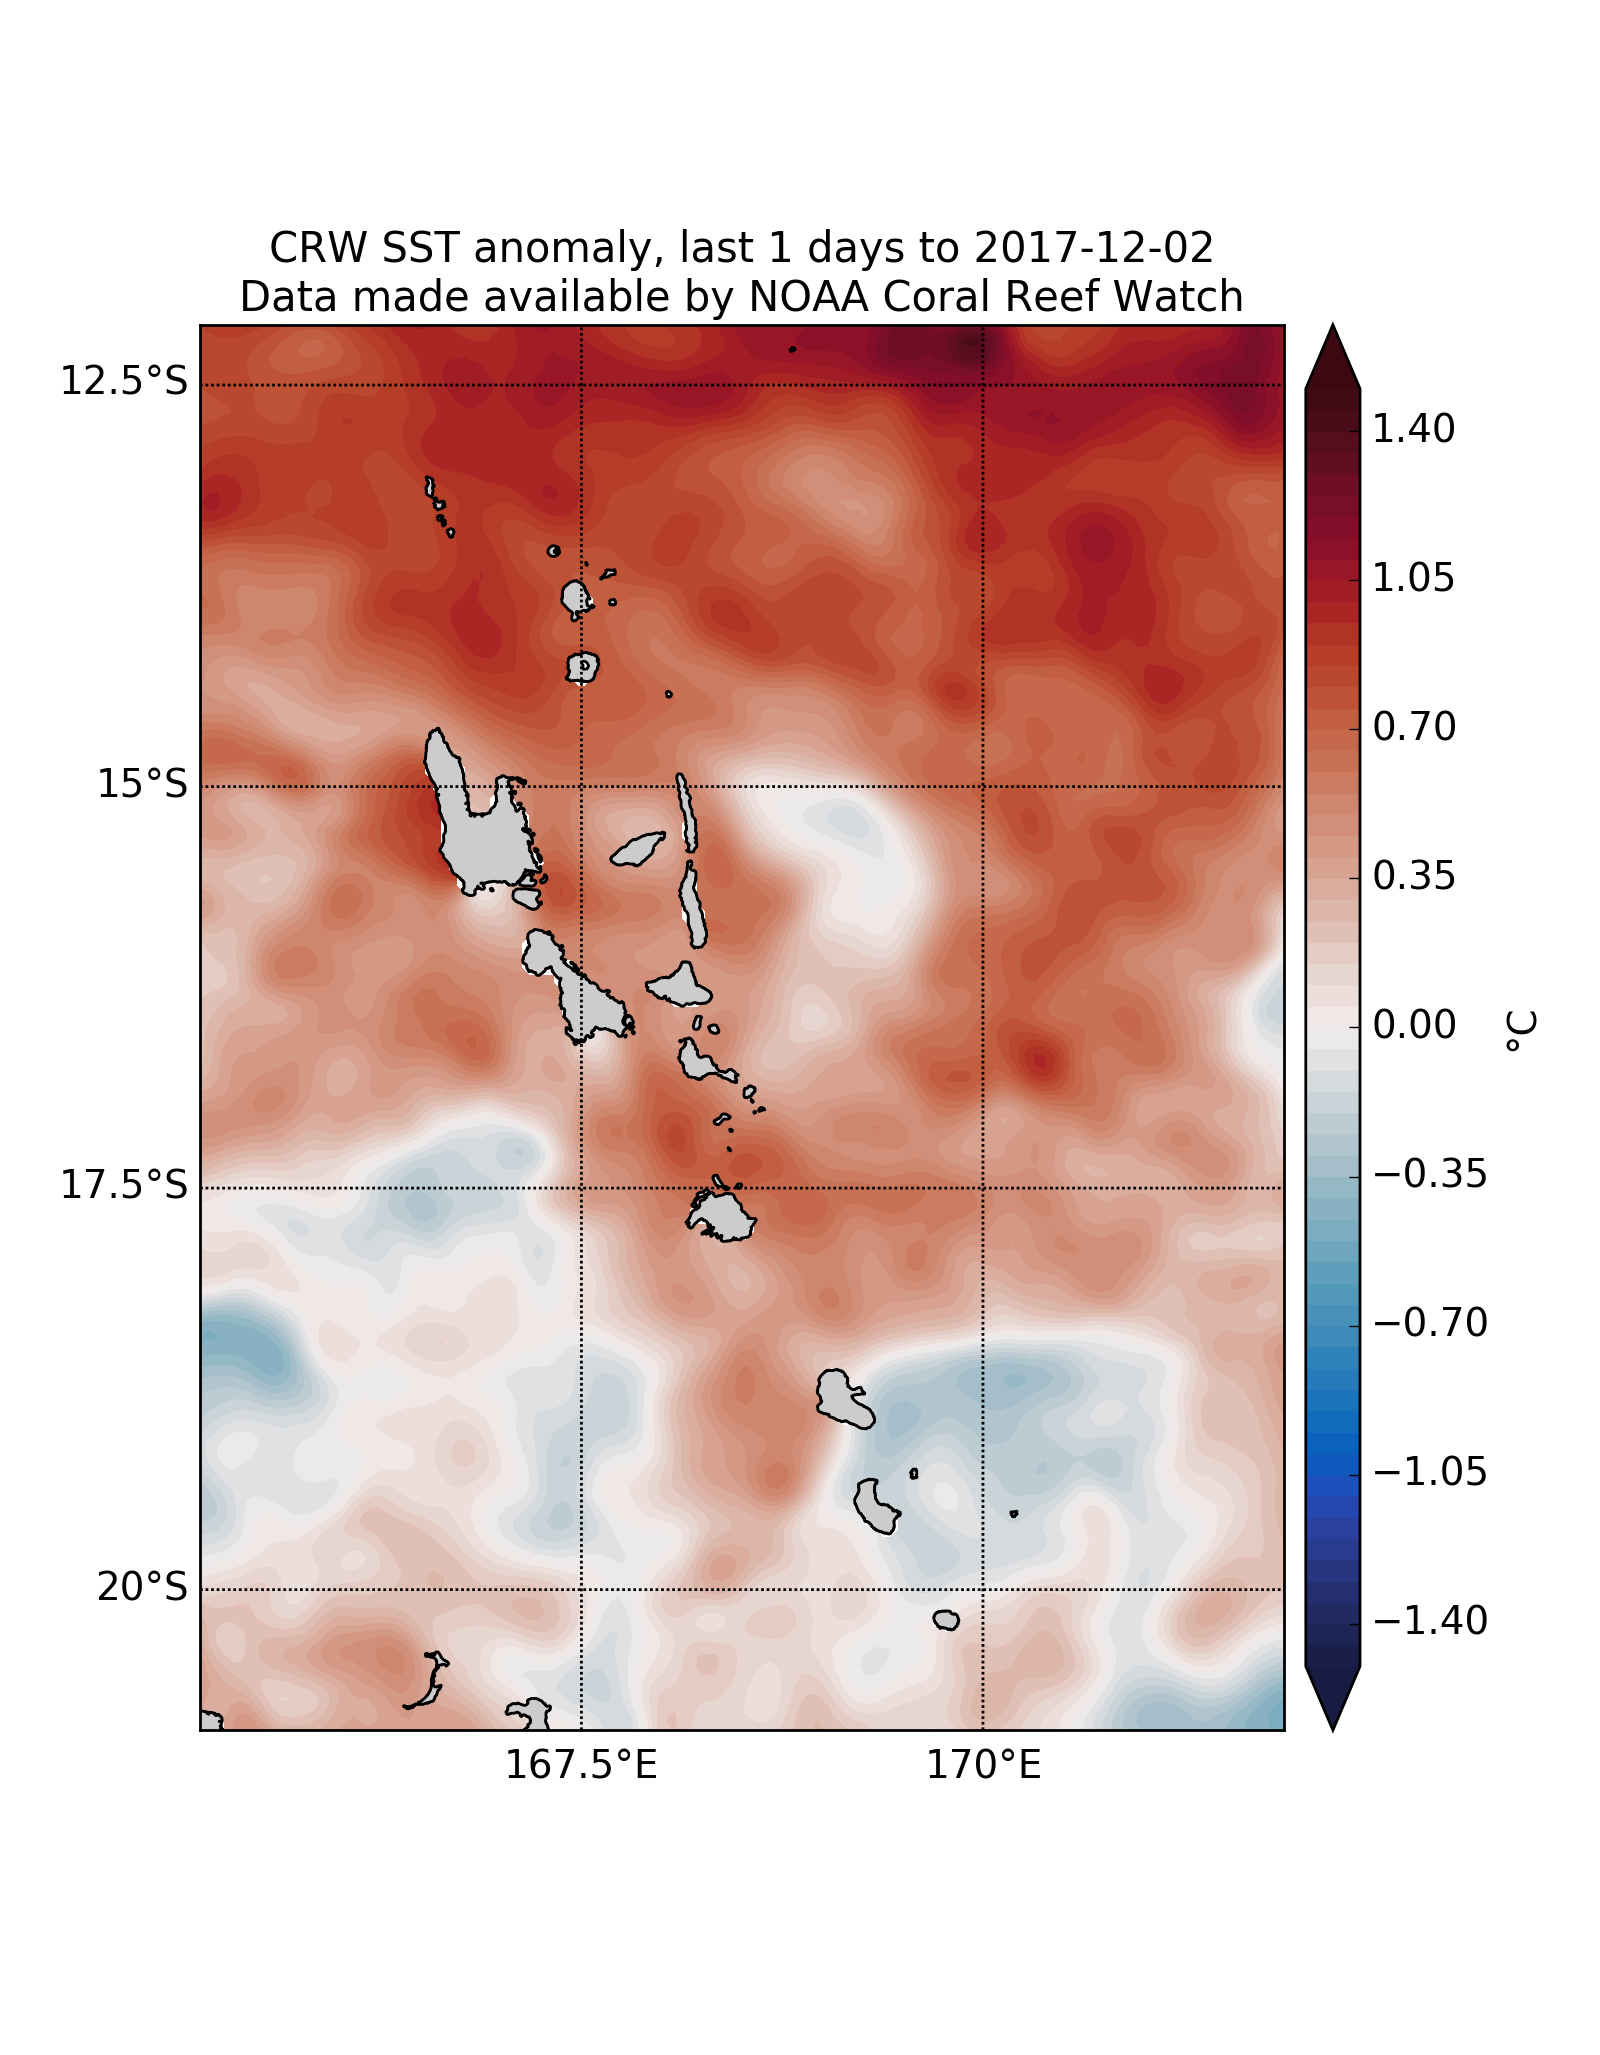 CRW SST anomaly, last 1 days to 2017-12-02
Data made available by NOAA Coral Reef Watch
12.5°S
15°S
17.5°S
20°S
167.5°E
170°E
1.40
1.05
0.70
0.35
0.00
−0.35
−0.70
−1.05
−1.40
°C